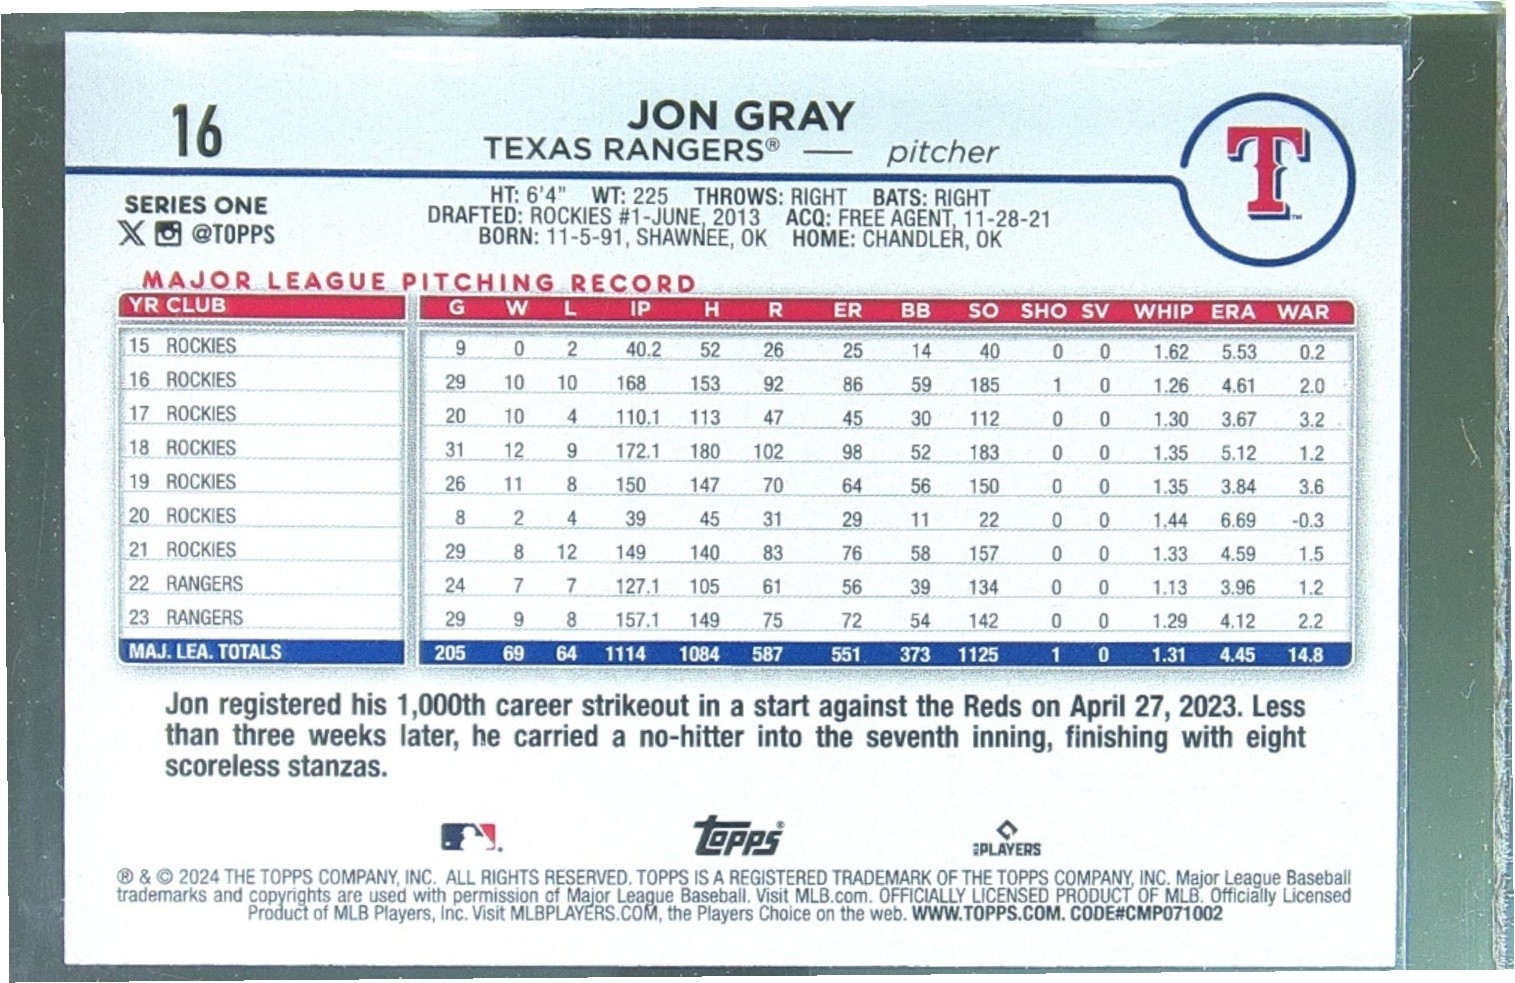 16
JON GRAY
TEXAS RANGERS® — pitcher
T™
SERIES ONE
X @TOPPS
HT: 6'4" WT: 225 THROWS: RIGHT BATS: RIGHT
DRAFTED: ROCKIES #1-JUNE, 2013 ACQ: FREE AGENT, 11-28-21
BORN: 11-5-91, SHAWNEE, OK HOME: CHANDLER, OK
MAJOR LEAGUE PITCHING RECORD
YR CLUB G W L IP H R ER BB SO SHO SV WHIP ERA WAR
15 ROCKIES 9 0 2 40.2 52 26 25 14 40 0 0 1.62 5.53 0.2
16 ROCKIES 29 10 10 168 153 92 86 59 185 1 0 1.26 4.61 2.0
17 ROCKIES 20 10 4 110.1 113 47 45 30 112 0 0 1.30 3.67 3.2
18 ROCKIES 31 12 9 172.1 180 102 98 52 183 0 0 1.35 5.12 1.2
19 ROCKIES 26 11 8 150 147 70 64 56 150 0 0 1.35 3.84 3.6
20 ROCKIES 8 2 4 39 45 31 29 11 22 0 0 1.44 6.69 -0.3
21 ROCKIES 29 8 12 149 140 83 76 58 157 0 0 1.33 4.59 1.5
22 RANGERS 24 7 7 127.1 105 61 56 39 134 0 0 1.13 3.96 1.2
23 RANGERS 29 9 8 157.1 149 75 72 54 142 0 0 1.29 4.12 2.2
MAJ. LEA. TOTALS 205 69 64 1114 1084 587 551 373 1125 1 0 1.31 4.45 14.8
Jon registered his 1,000th career strikeout in a start against the Reds on April 27, 2023. Less
than three weeks later, he carried a no-hitter into the seventh inning, finishing with eight
scoreless stanzas.
topps®
PLAYERS
® & © 2024 THE TOPPS COMPANY, INC. ALL RIGHTS RESERVED. TOPPS IS A REGISTERED TRADEMARK OF THE TOPPS COMPANY, INC. Major League Baseball
trademarks and copyrights are used with permission of Major League Baseball. Visit MLB.com. OFFICIALLY LICENSED PRODUCT OF MLB. Officially Licensed
Product of MLB Players, Inc. Visit MLBPLAYERS.COM, the Players Choice on the web. WWW.TOPPS.COM. CODE#CMP071002